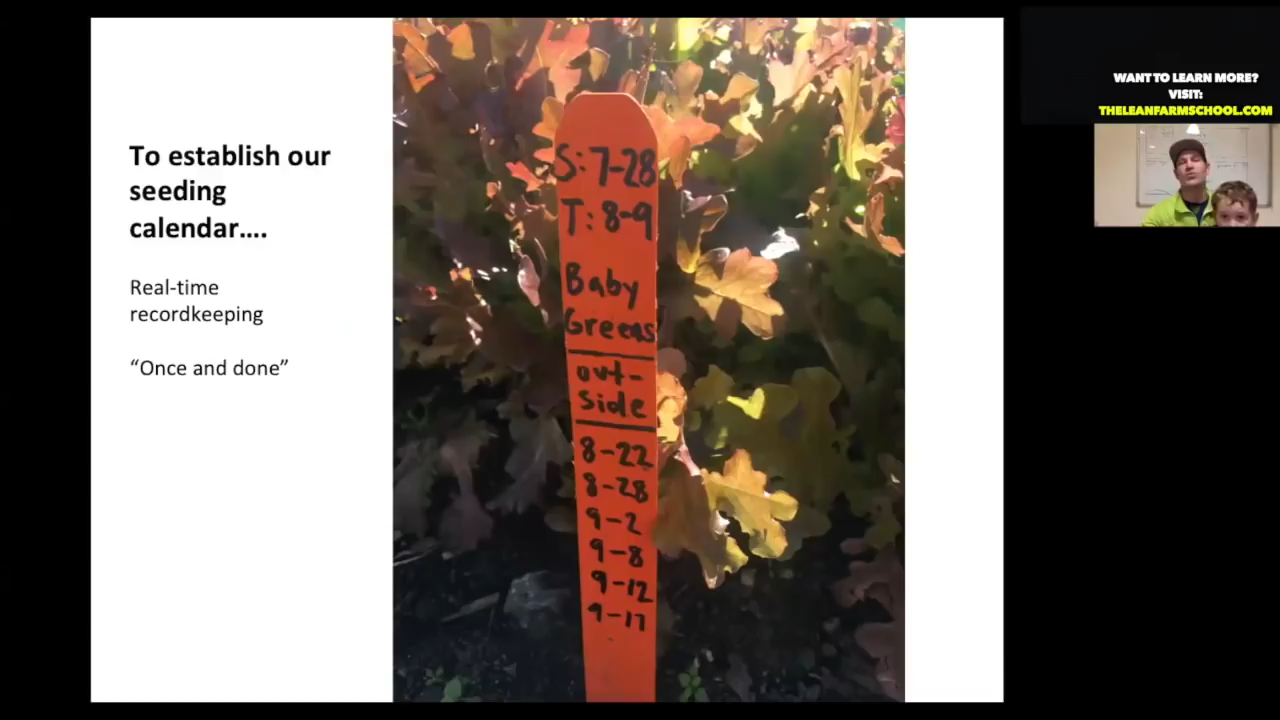 To establish our
seeding
calendar....
Real-time
recordkeeping
“Once and done”
S: 7-28
T: 8-9
Baby
Greens
out-
side
8-22
8-28
9-2
9-8
9-12
9-17
WANT TO LEARN MORE?
VISIT:
THELEANFARMSCHOOL.COM